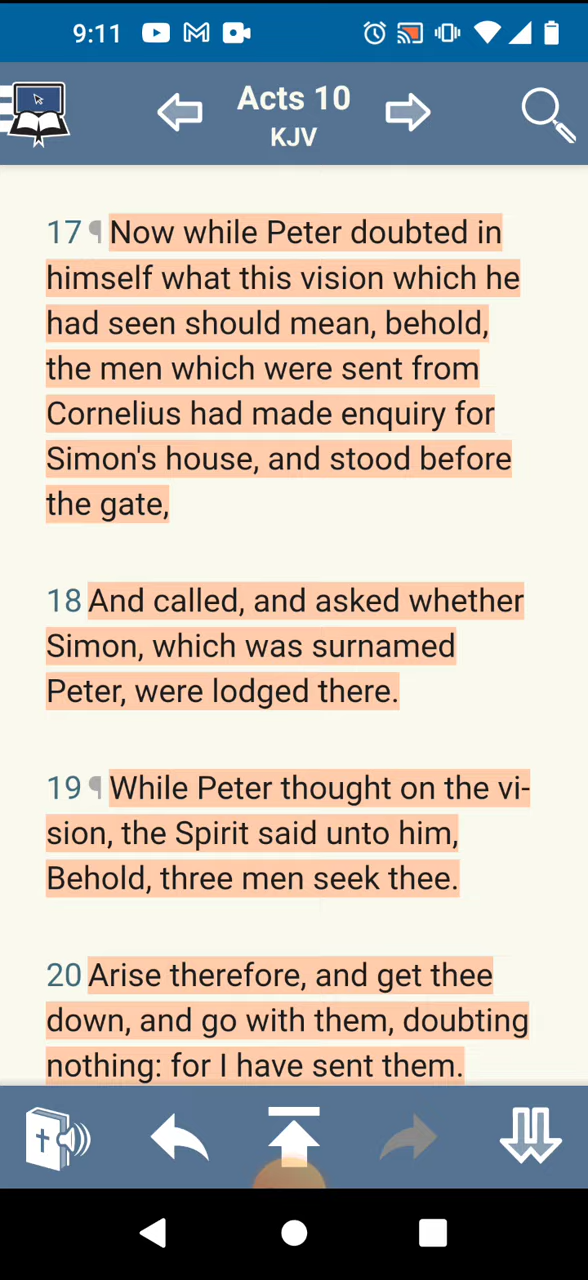 9:11
Acts 10
KJV
17 ¶ Now while Peter doubted in
himself what this vision which he
had seen should mean, behold,
the men which were sent from
Cornelius had made enquiry for
Simon's house, and stood before
the gate,
18 And called, and asked whether
Simon, which was surnamed
Peter, were lodged there.
19 ¶ While Peter thought on the vi-
sion, the Spirit said unto him,
Behold, three men seek thee.
20 Arise therefore, and get thee
down, and go with them, doubting
nothing: for I have sent them.